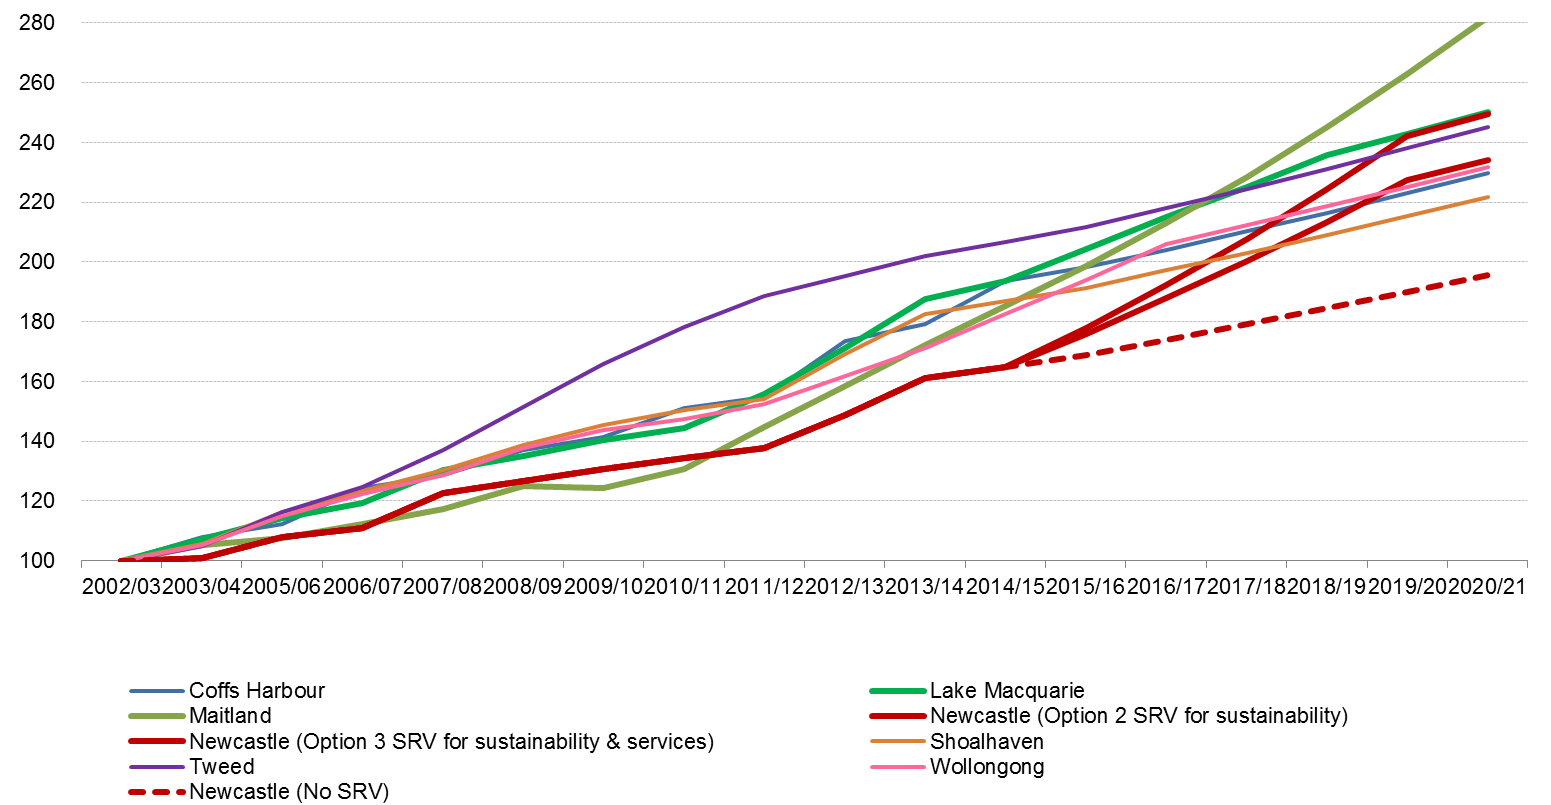 280
260
240
220
200
180
160
140
120
100
2002/03 2003/04 2005/06 2006/07 2007/08 2008/09 2009/10 2010/11 2011/12 2012/13 2013/14 2014/15 2015/16 2016/17 2017/18 2018/19 2019/20 2020/21
Coffs Harbour Lake Macquarie
Maitland Newcastle (Option 2 SRV for sustainability)
Newcastle (Option 3 SRV for sustainability & services) Shoalhaven
Tweed Wollongong
Newcastle (No SRV)